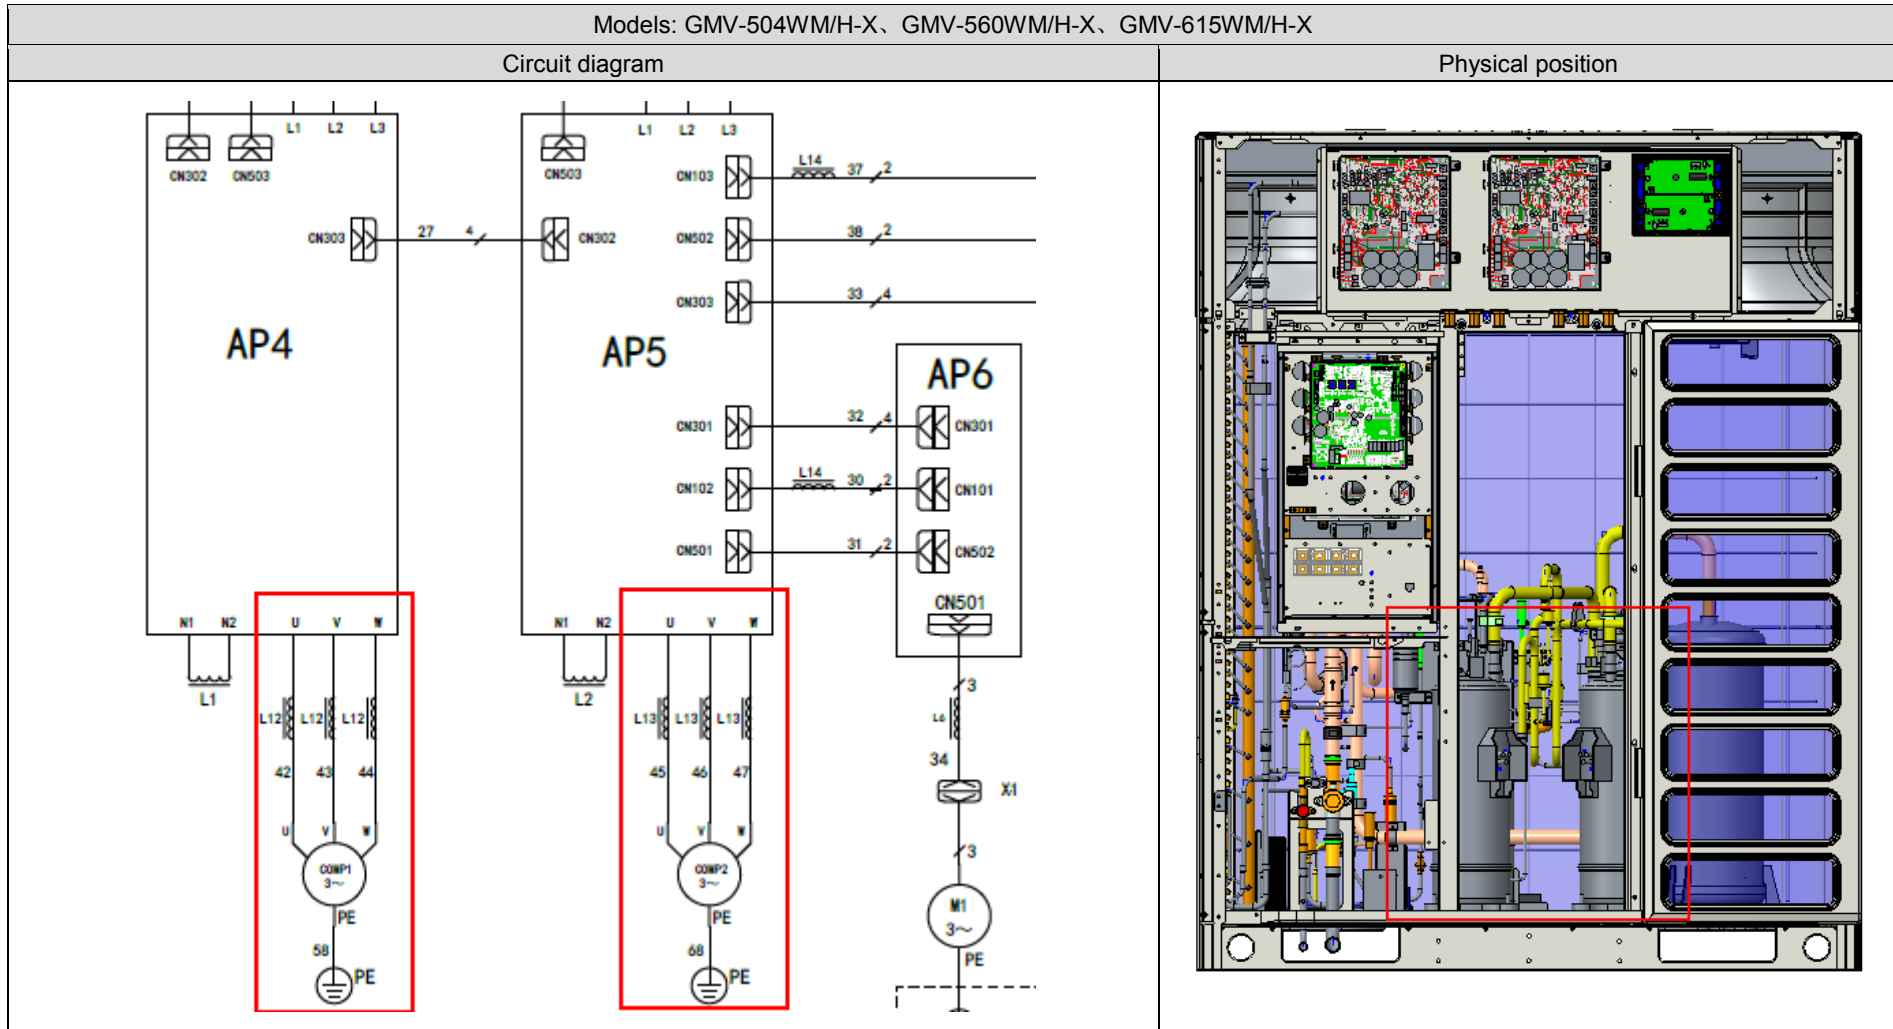 Models: GMV-504WM/H-X、GMV-560WM/H-X、GMV-615WM/H-X
Circuit diagram
Physical position
L1 L2 L3
CN302 CN503
CN303
27 4
AP4
N1 N2 U V W
L1
L12 L12 L12
42 43 44
U V W
COMP1
3～
PE
58
PE
L1 L2 L3
CN503
CN302
CN103
L14 37 2
CN502
38 2
CN303
33 4
AP5
CN301
32 4
CN102
L14 30 2
CN501
31 2
N1 N2 U V W
L2
L13 L13 L13
45 46 47
U V W
COMP2
3～
PE
68
PE
AP6
CN301
CN101
CN502
CN501
3
L6
34
X1
3
M1
3～
PE